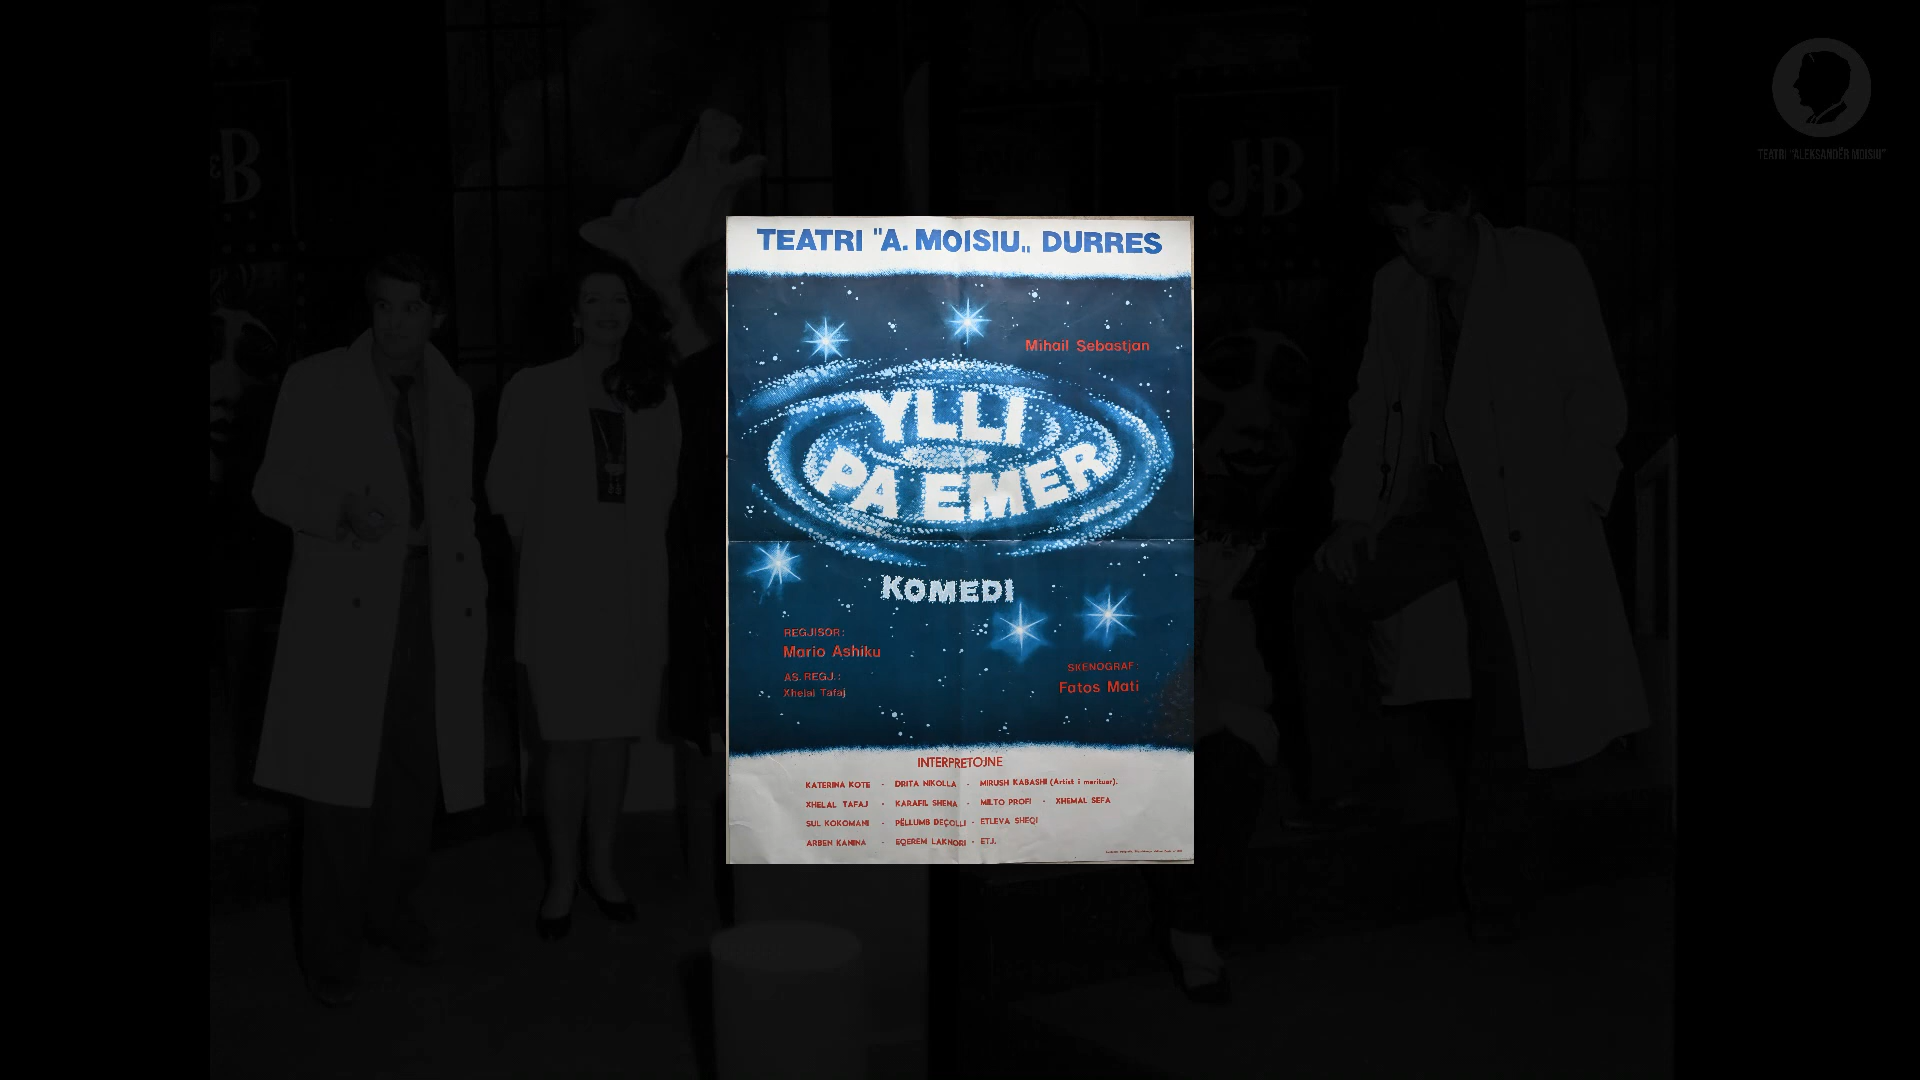 TEATRI "A. MOISIU„ DURRES
Mihail Sebastjan
YLLI
PA EMER
KOMEDI
REGJISOR:
Mario Ashiku
AS. REGJ.:
Xhelal Tafaj
SKENOGRAF:
Fatos Mati
INTERPRETOJNE
KATERINA KOTE - DRITA NIKOLLA - MIRUSH KABASHI (Artist i merituar).
XHELAL TAFAJ - KARAFIL SHENA - MILTO PROFI - XHEMAL SEFA
SUL KOKOMANI - PËLLUMB DEÇOLLI - ETLEVA SHEQI
ARBEN KANINA - EQEREM LAKNORI - ETJ.
TEATRI "ALEKSANDËR MOISIU"
J&B
&B